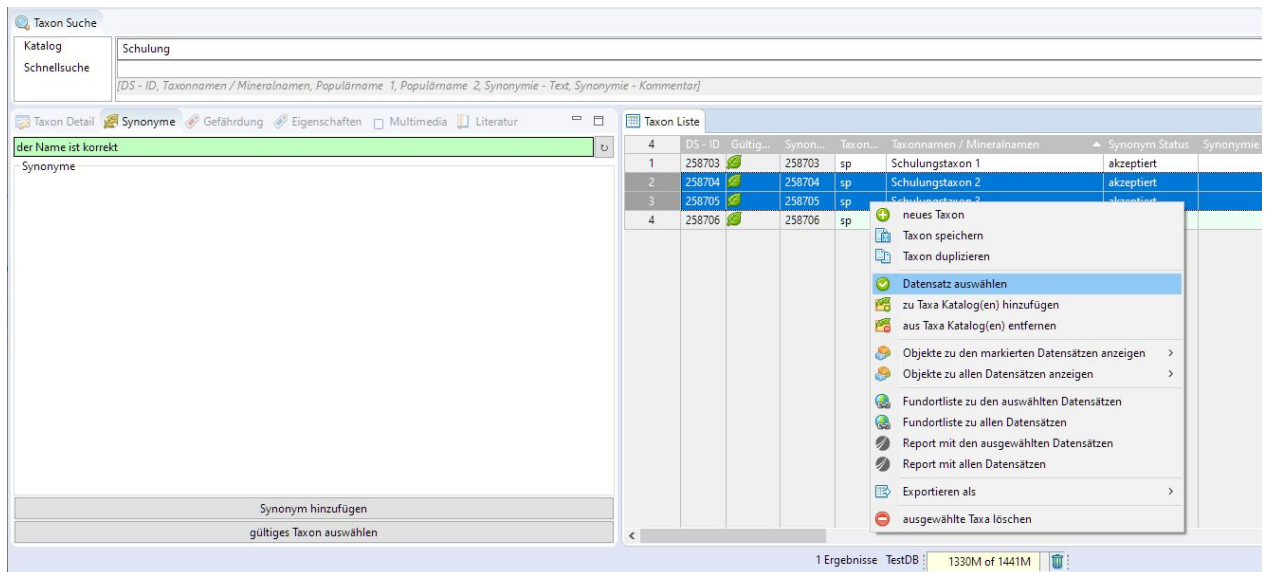 Taxon Suche
Katalog
Schulung
Schnellsuche
[DS - ID, Taxonnamen / Mineralnamen, Populärname 1, Populärname 2, Synonymie - Text, Synonymie - Kommentar]
Taxon Detail Synonyme Gefährdung Eigenschaften Multimedia Literatur
der Name ist korrekt
Synonyme
Synonym hinzufügen
gültiges Taxon auswählen
Taxon Liste
4 DS - ID Gültig... Synon... Taxon... Taxonnamen / Mineralnamen Synonym Status Synonymie
1 258703 258703 sp Schulungstaxon 1 akzeptiert
2 258704 258704 sp Schulungstaxon 2 akzeptiert
3 258705 258705 sp Schulungstaxon 3 akzeptiert
4 258706 258706 sp
neues Taxon
Taxon speichern
Taxon duplizieren
Datensatz auswählen
zu Taxa Katalog(en) hinzufügen
aus Taxa Katalog(en) entfernen
Objekte zu den markierten Datensätzen anzeigen
Objekte zu allen Datensätzen anzeigen
Fundortliste zu den auswählten Datensätzen
Fundortliste zu allen Datensätzen
Report mit den ausgewählten Datensätzen
Report mit allen Datensätzen
Exportieren als
ausgewählte Taxa löschen
1 Ergebnisse TestDB 1330M of 1441M